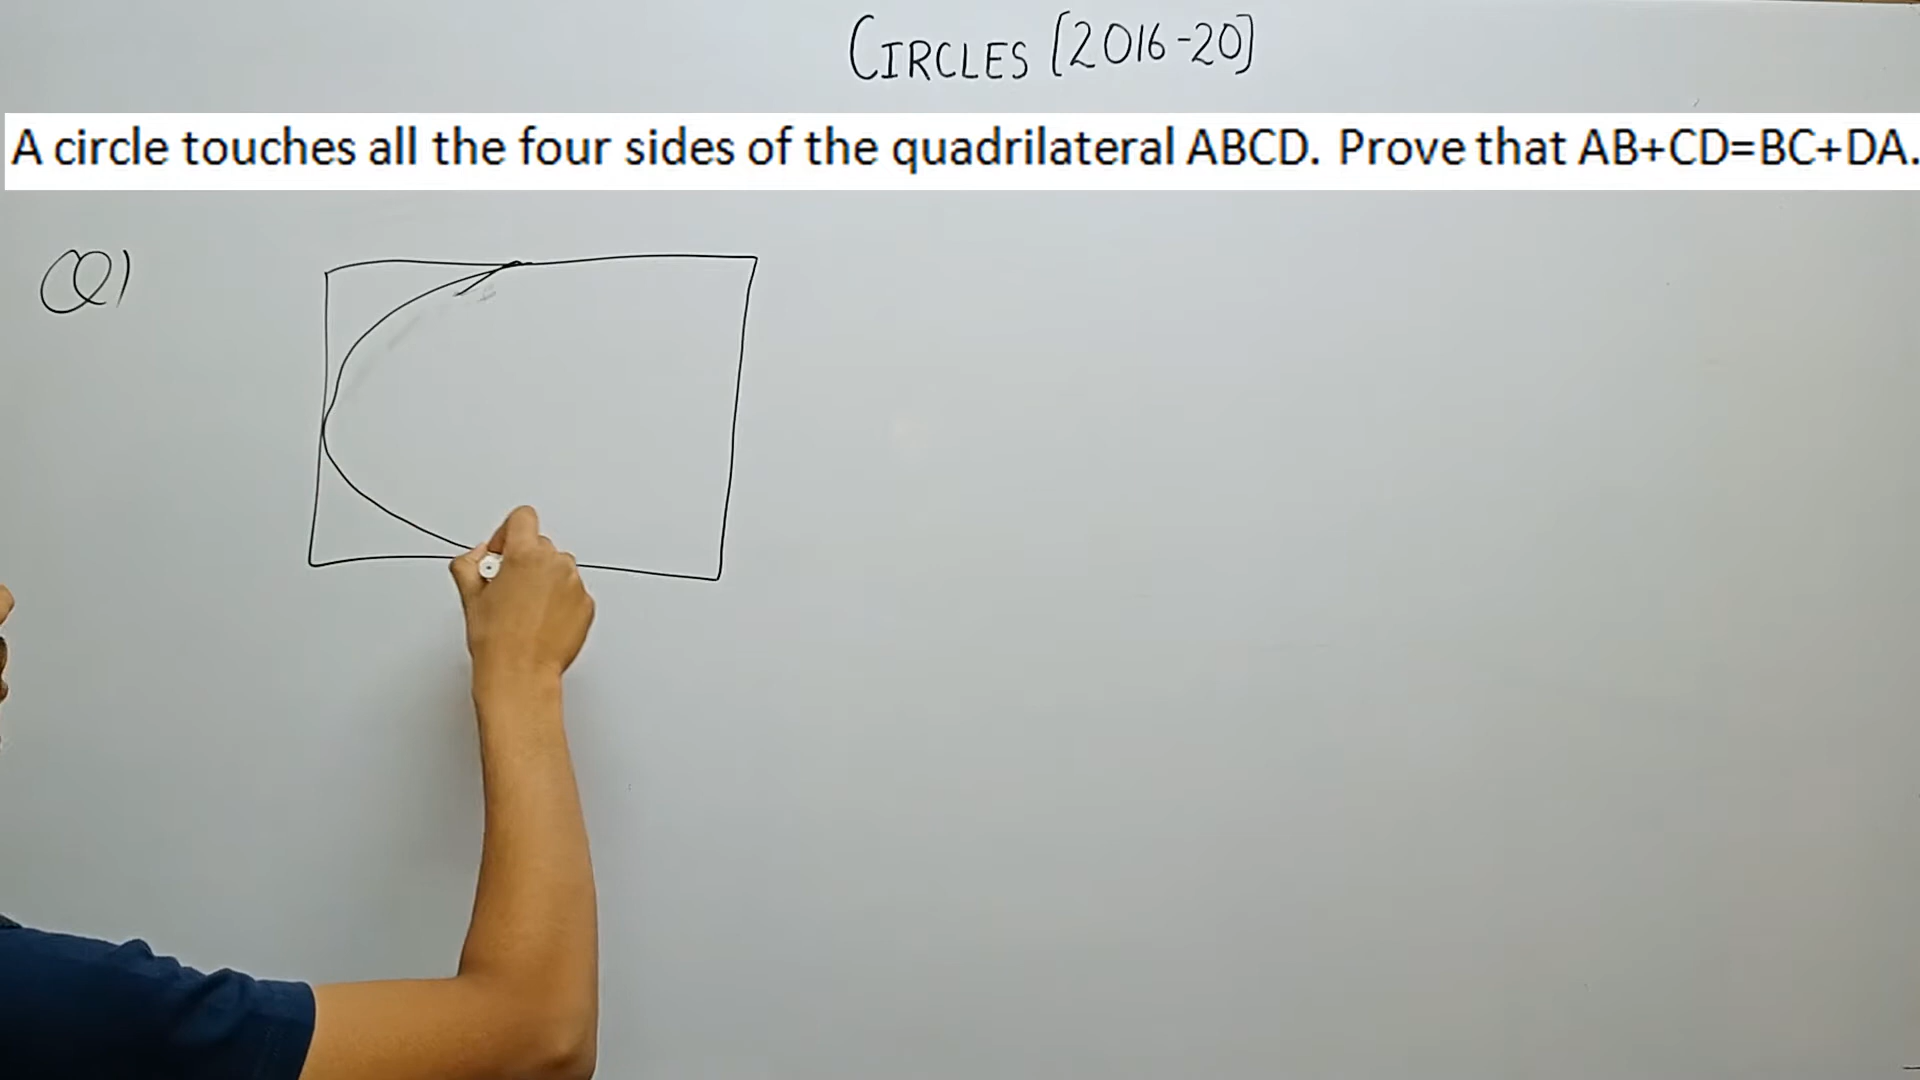 CIRCLES [2016-20]
A circle touches all the four sides of the quadrilateral ABCD. Prove that AB+CD=BC+DA.
Q1